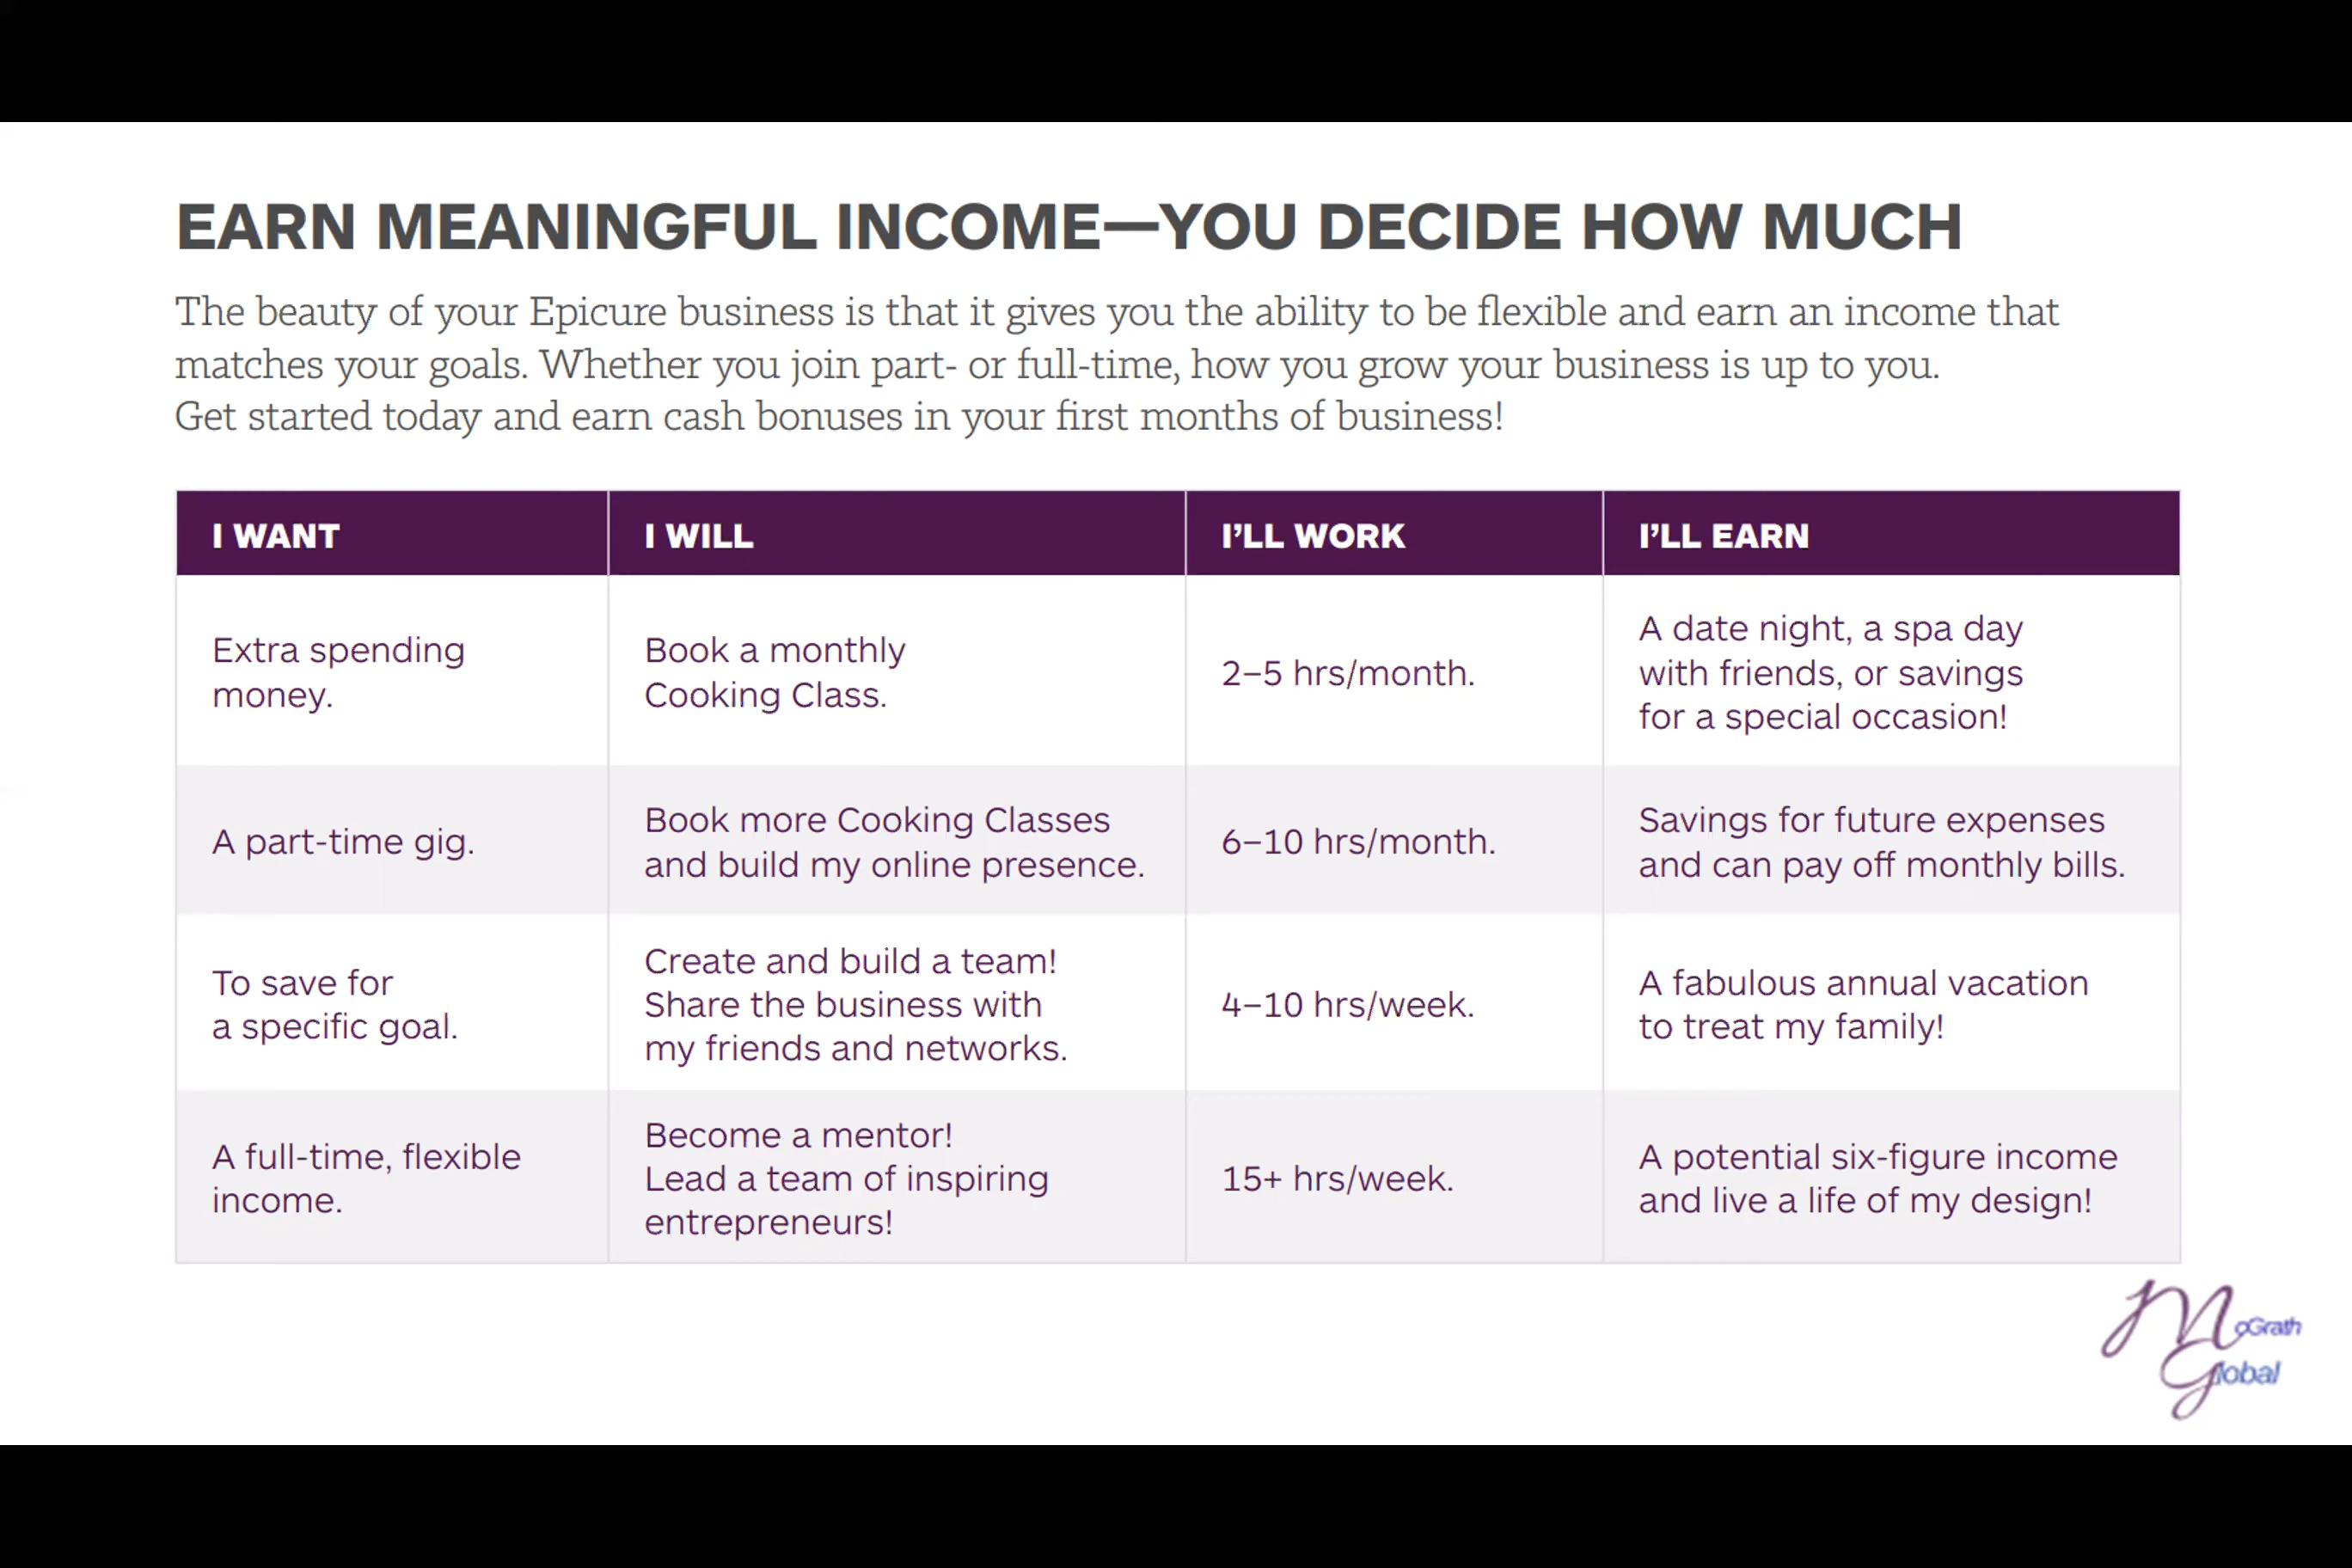 EARN MEANINGFUL INCOME—YOU DECIDE HOW MUCH
The beauty of your Epicure business is that it gives you the ability to be flexible and earn an income that
matches your goals. Whether you join part- or full-time, how you grow your business is up to you.
Get started today and earn cash bonuses in your first months of business!
I WANT
I WILL
I'LL WORK
I'LL EARN
Extra spending
money.
Book a monthly
Cooking Class.
2–5 hrs/month.
A date night, a spa day
with friends, or savings
for a special occasion!
A part-time gig.
Book more Cooking Classes
and build my online presence.
6–10 hrs/month.
Savings for future expenses
and can pay off monthly bills.
To save for
a specific goal.
Create and build a team!
Share the business with
my friends and networks.
4–10 hrs/week.
A fabulous annual vacation
to treat my family!
A full-time, flexible
income.
Become a mentor!
Lead a team of inspiring
entrepreneurs!
15+ hrs/week.
A potential six-figure income
and live a life of my design!
McGrath
Global